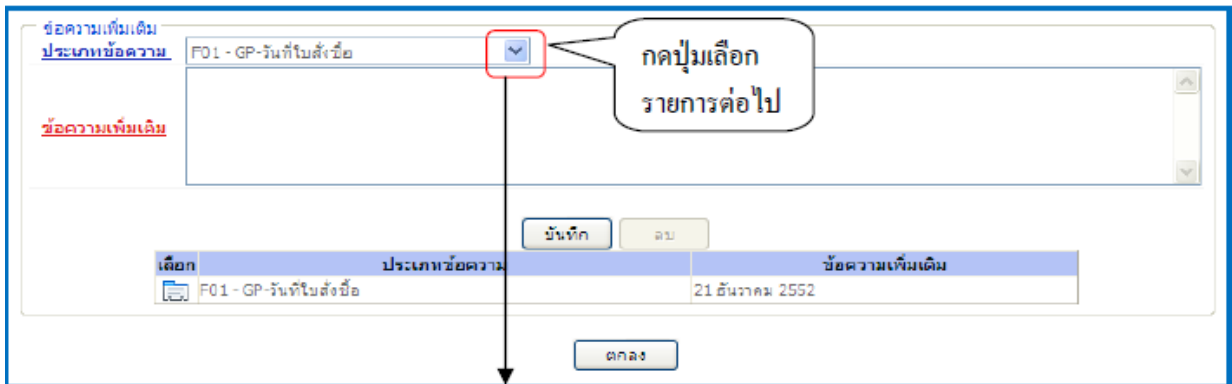 ข้อความเพิ่มเติม
ประเภทข้อความ F01 - GP-วันที่ใบสั่งซื้อ
กดปุ่มเลือก
รายการต่อไป
ข้อความเพิ่มเติม
บันทึก ลบ
เลือก ประเภทข้อความ ข้อความเพิ่มเติม
F01 - GP-วันที่ใบสั่งซื้อ 21 ธันวาคม 2552
ตกลง